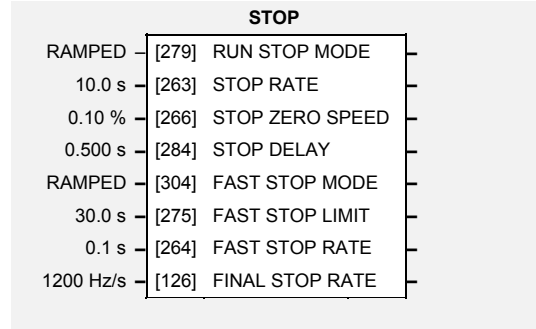 STOP
RAMPED – [279] RUN STOP MODE –
10.0 s – [263] STOP RATE –
0.10 % – [266] STOP ZERO SPEED –
0.500 s – [284] STOP DELAY –
RAMPED – [304] FAST STOP MODE –
30.0 s – [275] FAST STOP LIMIT –
0.1 s – [264] FAST STOP RATE –
1200 Hz/s – [126] FINAL STOP RATE –